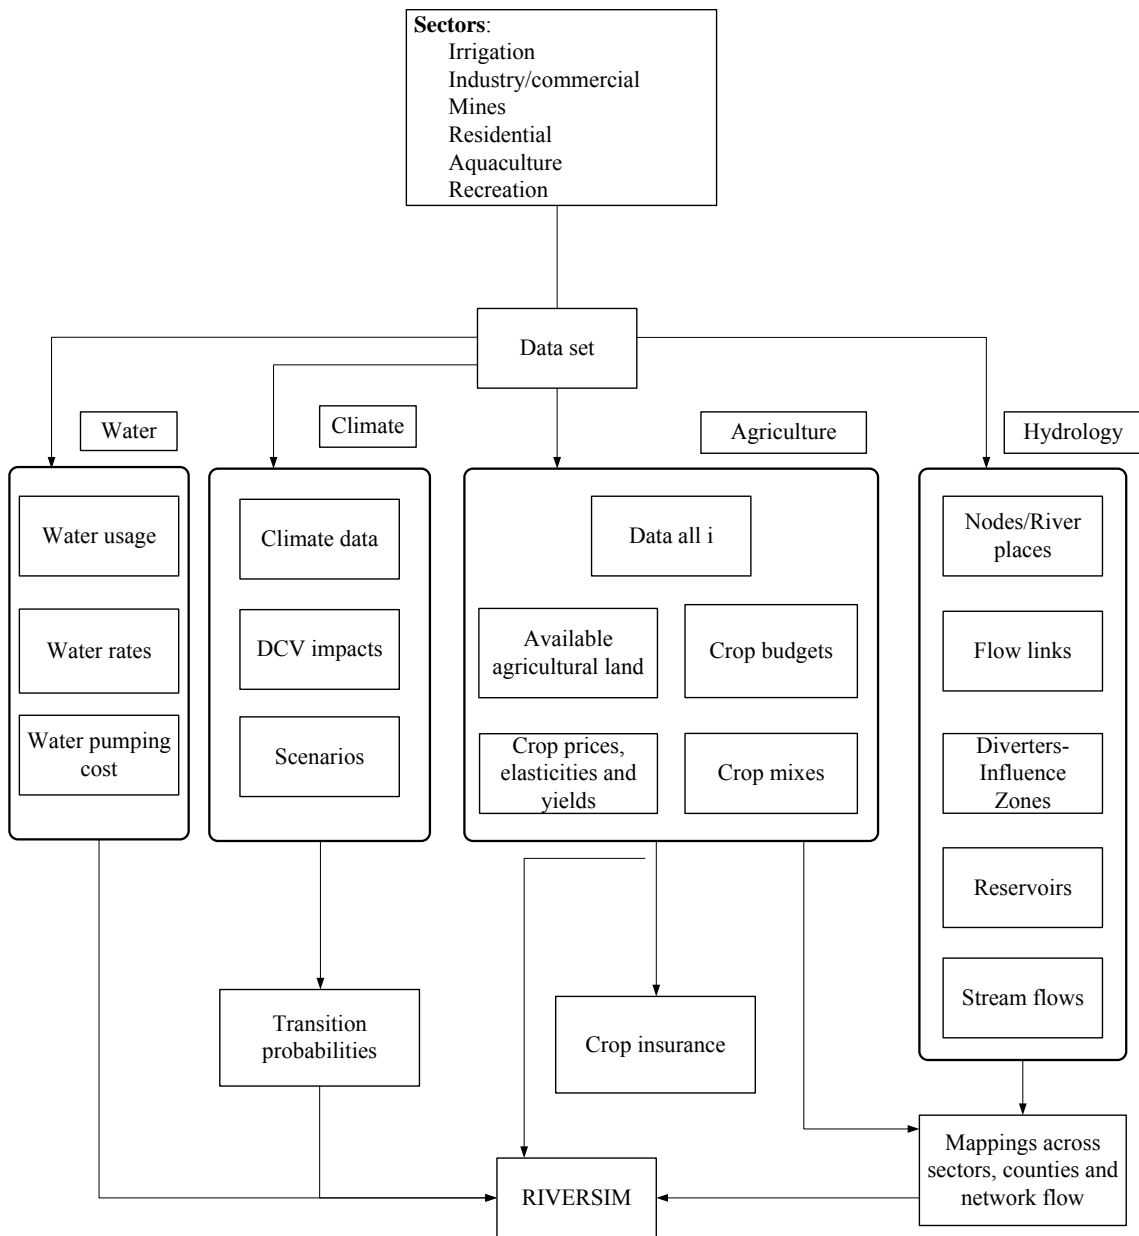 Sectors:
Irrigation
Industry/commercial
Mines
Residential
Aquaculture
Recreation
Data set
Water
Climate
Agriculture
Hydrology
Water usage
Water rates
Water pumping
cost
Climate data
DCV impacts
Scenarios
Data all i
Available
agricultural land
Crop budgets
Crop prices,
elasticities and
yields
Crop mixes
Nodes/River
places
Flow links
Diverters-
Influence
Zones
Reservoirs
Stream flows
Transition
probabilities
Crop insurance
Mappings across
sectors, counties and
network flow
RIVERSIM